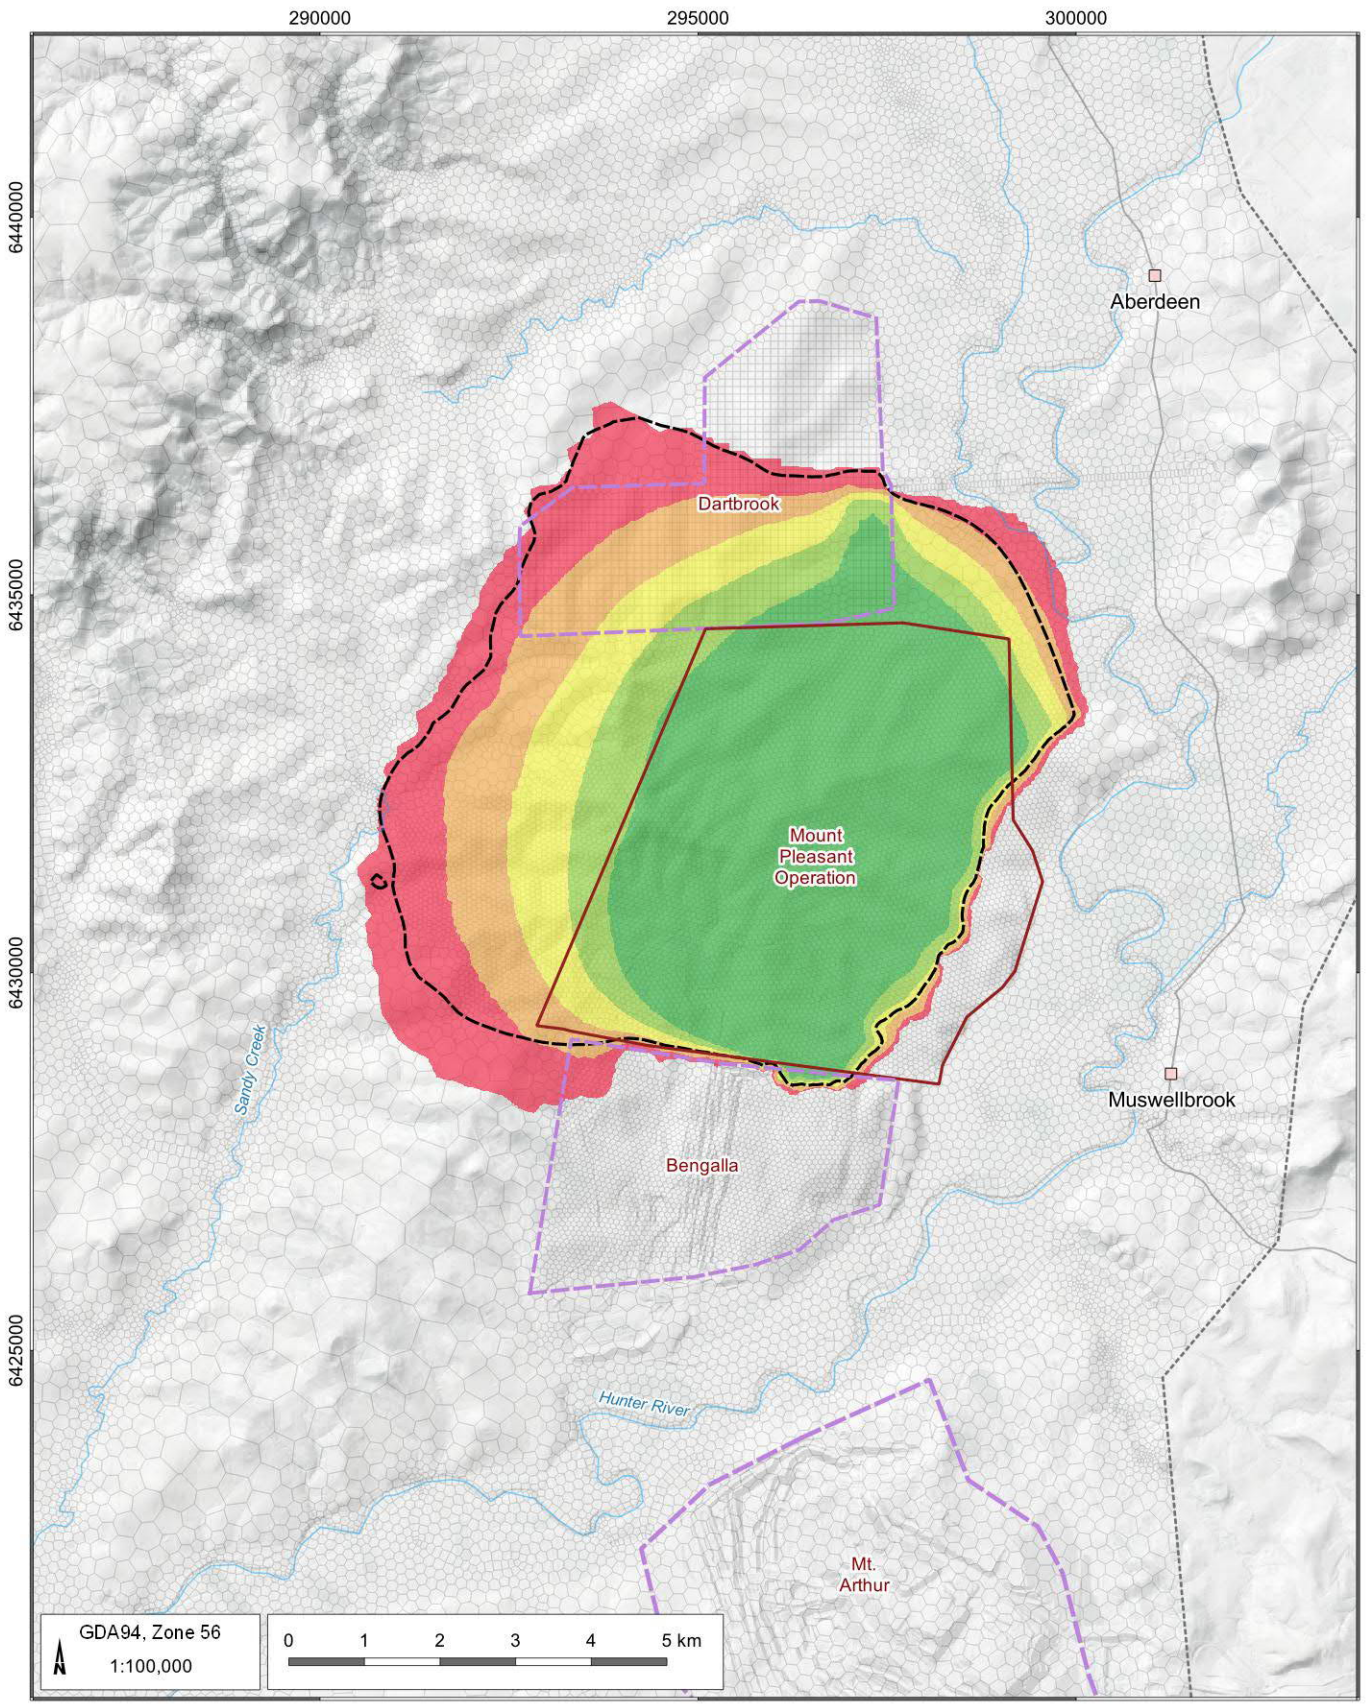 290000
295000
300000
6440000
Aberdeen
Dartbrook
6435000
Mount
Pleasant
Operation
6430000
Sandy Creek
Muswellbrook
Bengalla
6425000
Hunter River
Mt.
Arthur
GDA94, Zone 56
N
1:100,000
0 1 2 3 4 5 km